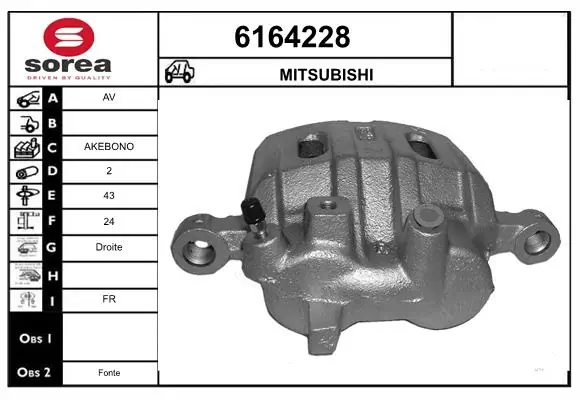 6164228
sorea
DRIVEN BY QUALITY
MITSUBISHI
A AV
B
C AKEBONO
D 2
E 43
F 24
G Droite
H
I FR
OBS 1
OBS 2 Fonte